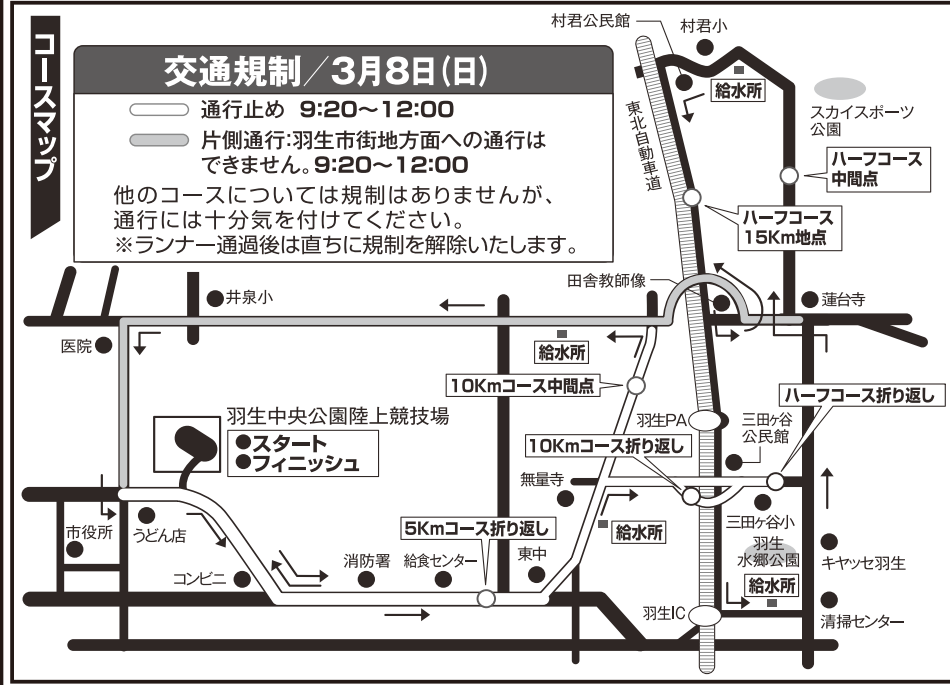 コースマップ
交通規制/3月8日(日)
通行止め 9:20〜12:00
片側通行:羽生市街地方面への通行は
できません。9:20〜12:00
他のコースについては規制はありませんが、
通行には十分気を付けてください。
※ランナー通過後は直ちに規制を解除いたします。
村君公民館
村君小
給水所
スカイスポーツ
公園
東北自動車道
ハーフコース
中間点
ハーフコース
15Km地点
田舎教師像
蓮台寺
井泉小
医院
給水所
10Kmコース中間点
ハーフコース折り返し
羽生中央公園陸上競技場
●スタート
●フィニッシュ
羽生PA
三田ヶ谷
公民館
10Kmコース折り返し
無量寺
市役所
うどん店
5Kmコース折り返し
給水所
三田ヶ谷小
羽生
水郷公園
キヤッセ羽生
コンビニ
消防署
給食センター
東中
給水所
羽生IC
清掃センター